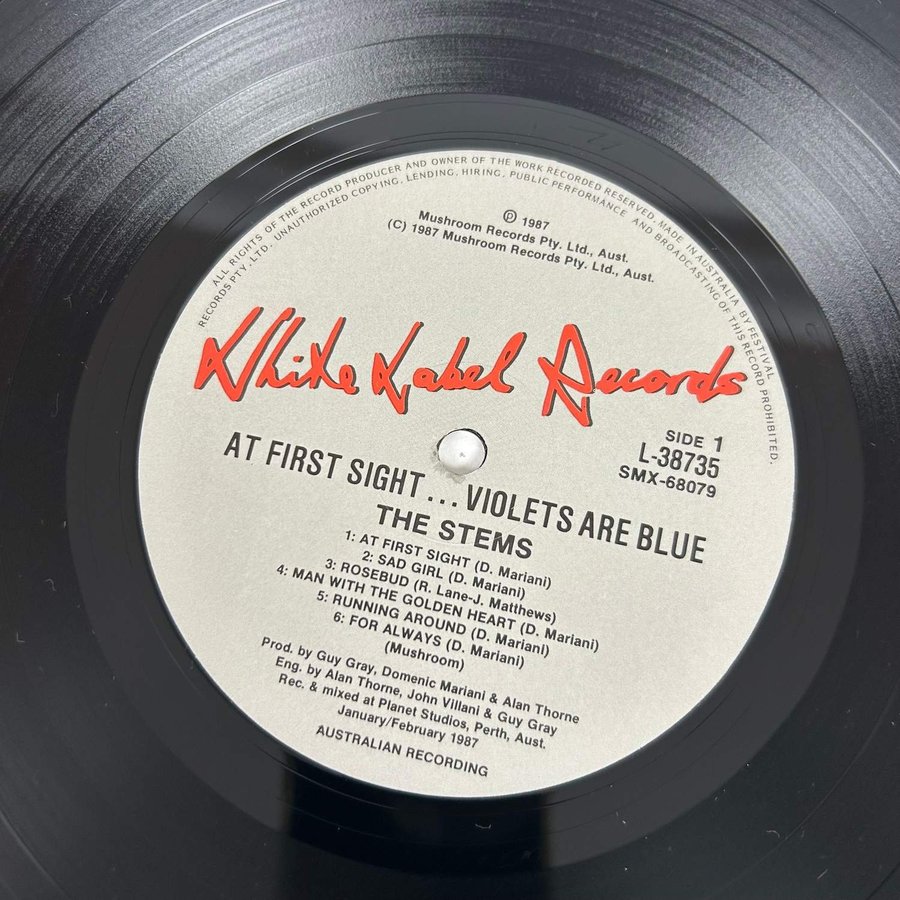 ALL RIGHTS OF THE RECORD PRODUCER AND OWNER OF THE WORK RECORDED RESERVED. MADE IN AUSTRALIA BY FESTIVAL
RECORDS PTY. LTD. UNAUTHORIZED COPYING, LENDING, HIRING, PUBLIC PERFORMANCE AND BROADCASTING OF THIS RECORD PROHIBITED.
℗ 1987
Mushroom Records Pty. Ltd., Aust.
(C) 1987 Mushroom Records Pty. Ltd., Aust.
White Label Records
SIDE 1
L-38735
SMX-68079
AT FIRST SIGHT... VIOLETS ARE BLUE
THE STEMS
1: AT FIRST SIGHT (D. Mariani)
2: SAD GIRL (D. Mariani)
3: ROSEBUD (R. Lane-J. Matthews)
4: MAN WITH THE GOLDEN HEART (D. Mariani)
5: RUNNING AROUND (D. Mariani)
6: FOR ALWAYS (D. Mariani)
(Mushroom)
Prod. by Guy Gray, Domenic Mariani & Alan Thorne
Eng. by Alan Thorne, John Villani & Guy Gray
Rec. & mixed at Planet Studios, Perth, Aust.
January/February 1987
AUSTRALIAN RECORDING